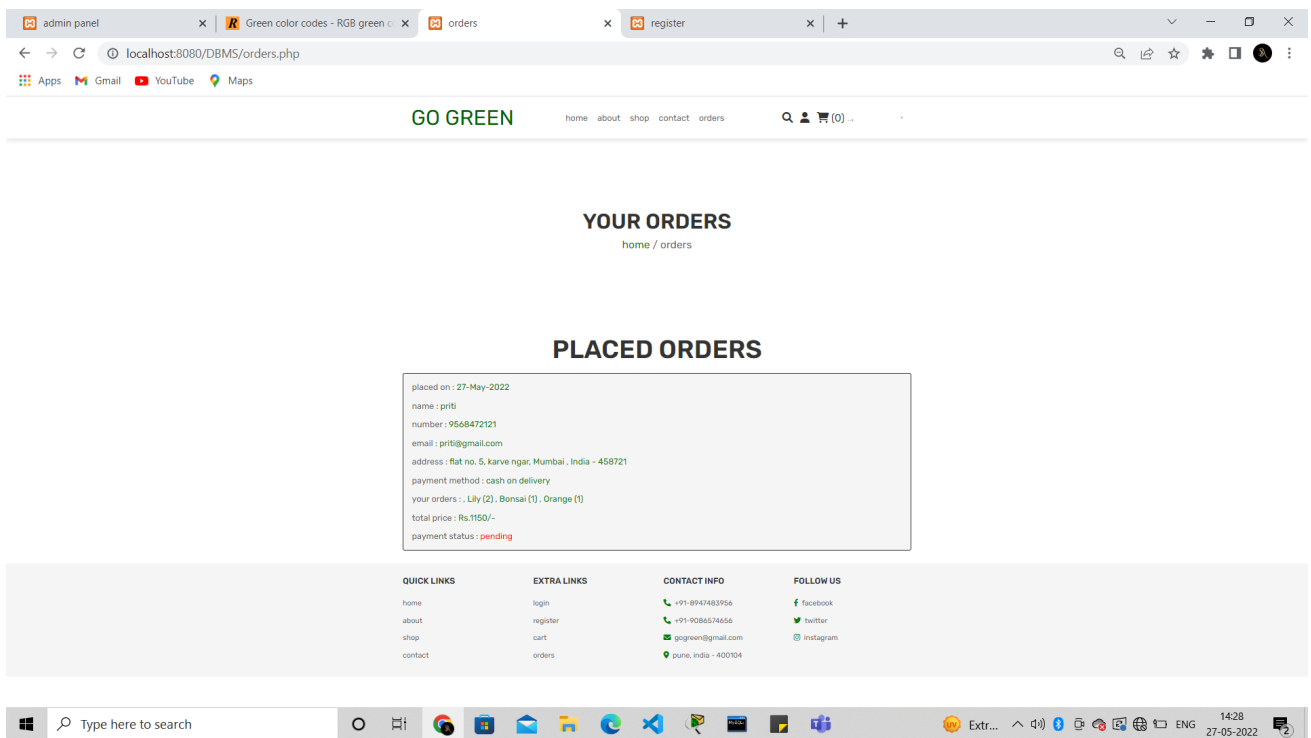 admin panel
Green color codes - RGB green c
orders
register
localhost:8080/DBMS/orders.php
Apps Gmail YouTube Maps
GO GREEN home about shop contact orders (0)
YOUR ORDERS
home / orders
PLACED ORDERS
placed on : 27-May-2022
name : priti
number : 9568472121
email : priti@gmail.com
address : flat no. 5, karve ngar, Mumbai , India - 458721
payment method : cash on delivery
your orders : , Lily (2) , Bonsai (1) , Orange (1)
total price : Rs.1150/-
payment status : pending
QUICK LINKS
home
about
shop
contact
EXTRA LINKS
login
register
cart
orders
CONTACT INFO
+91-8947483956
+91-9086574656
gogreen@gmail.com
pune, india - 400104
FOLLOW US
facebook
twitter
instagram
Type here to search
UV Extr... ENG
14:28
27-05-2022
2